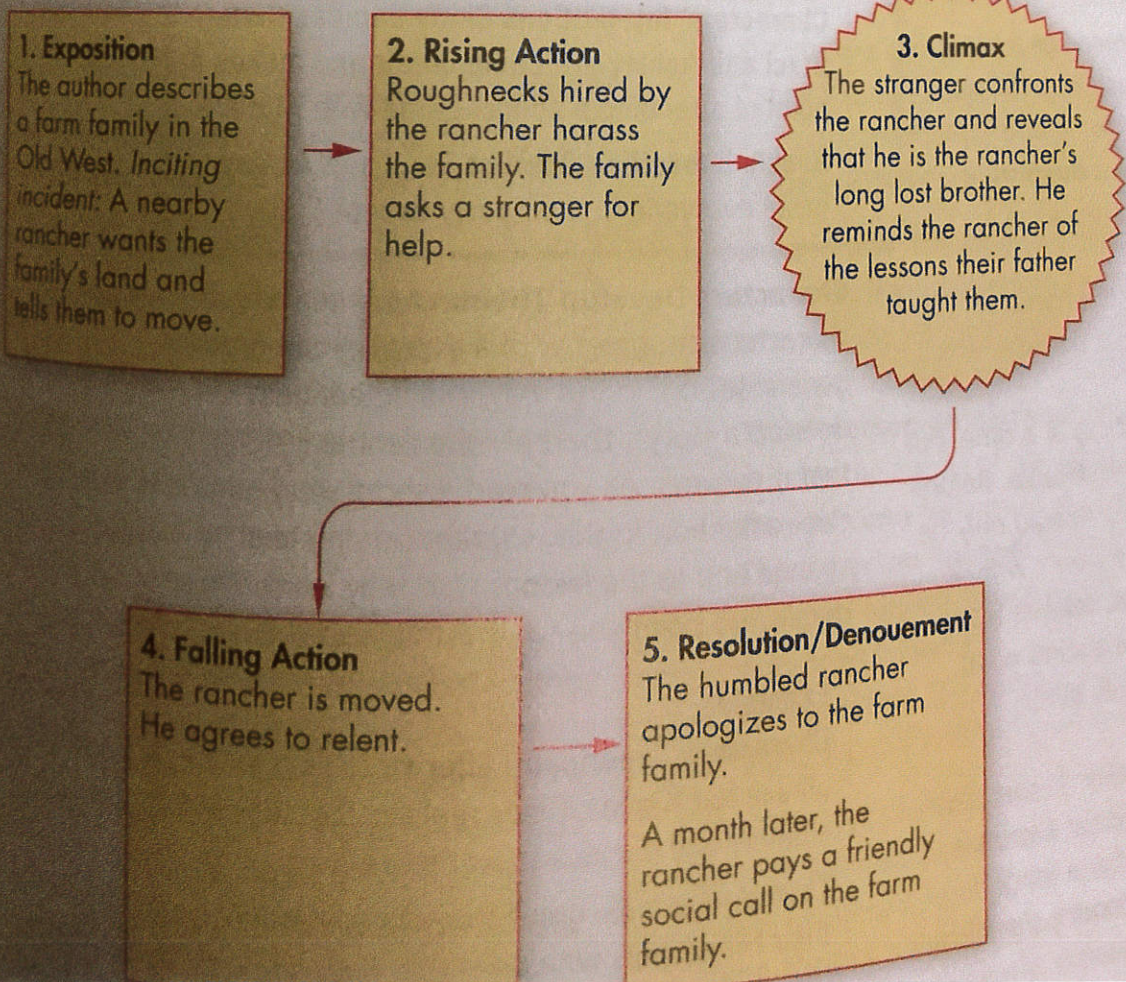 1. Exposition
The author describes
a farm family in the
Old West. Inciting
incident: A nearby
rancher wants the
family's land and
tells them to move.
2. Rising Action
Roughnecks hired by
the rancher harass
the family. The family
asks a stranger for
help.
3. Climax
The stranger confronts
the rancher and reveals
that he is the rancher's
long lost brother. He
reminds the rancher of
the lessons their father
taught them.
4. Falling Action
The rancher is moved.
He agrees to relent.
5. Resolution/Denouement
The humbled rancher
apologizes to the farm
family.
A month later, the
rancher pays a friendly
social call on the farm
family.